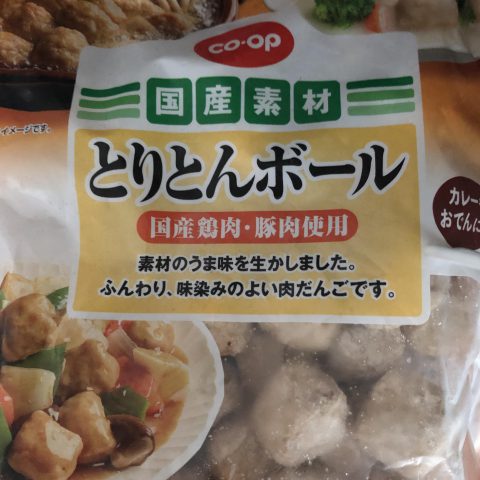 co·op
国産素材
イメージです。
とりとんボール
国産鶏肉・豚肉使用
カレー
おでんに
素材のうま味を生かしました。
ふんわり、味染みのよい肉だんごです。